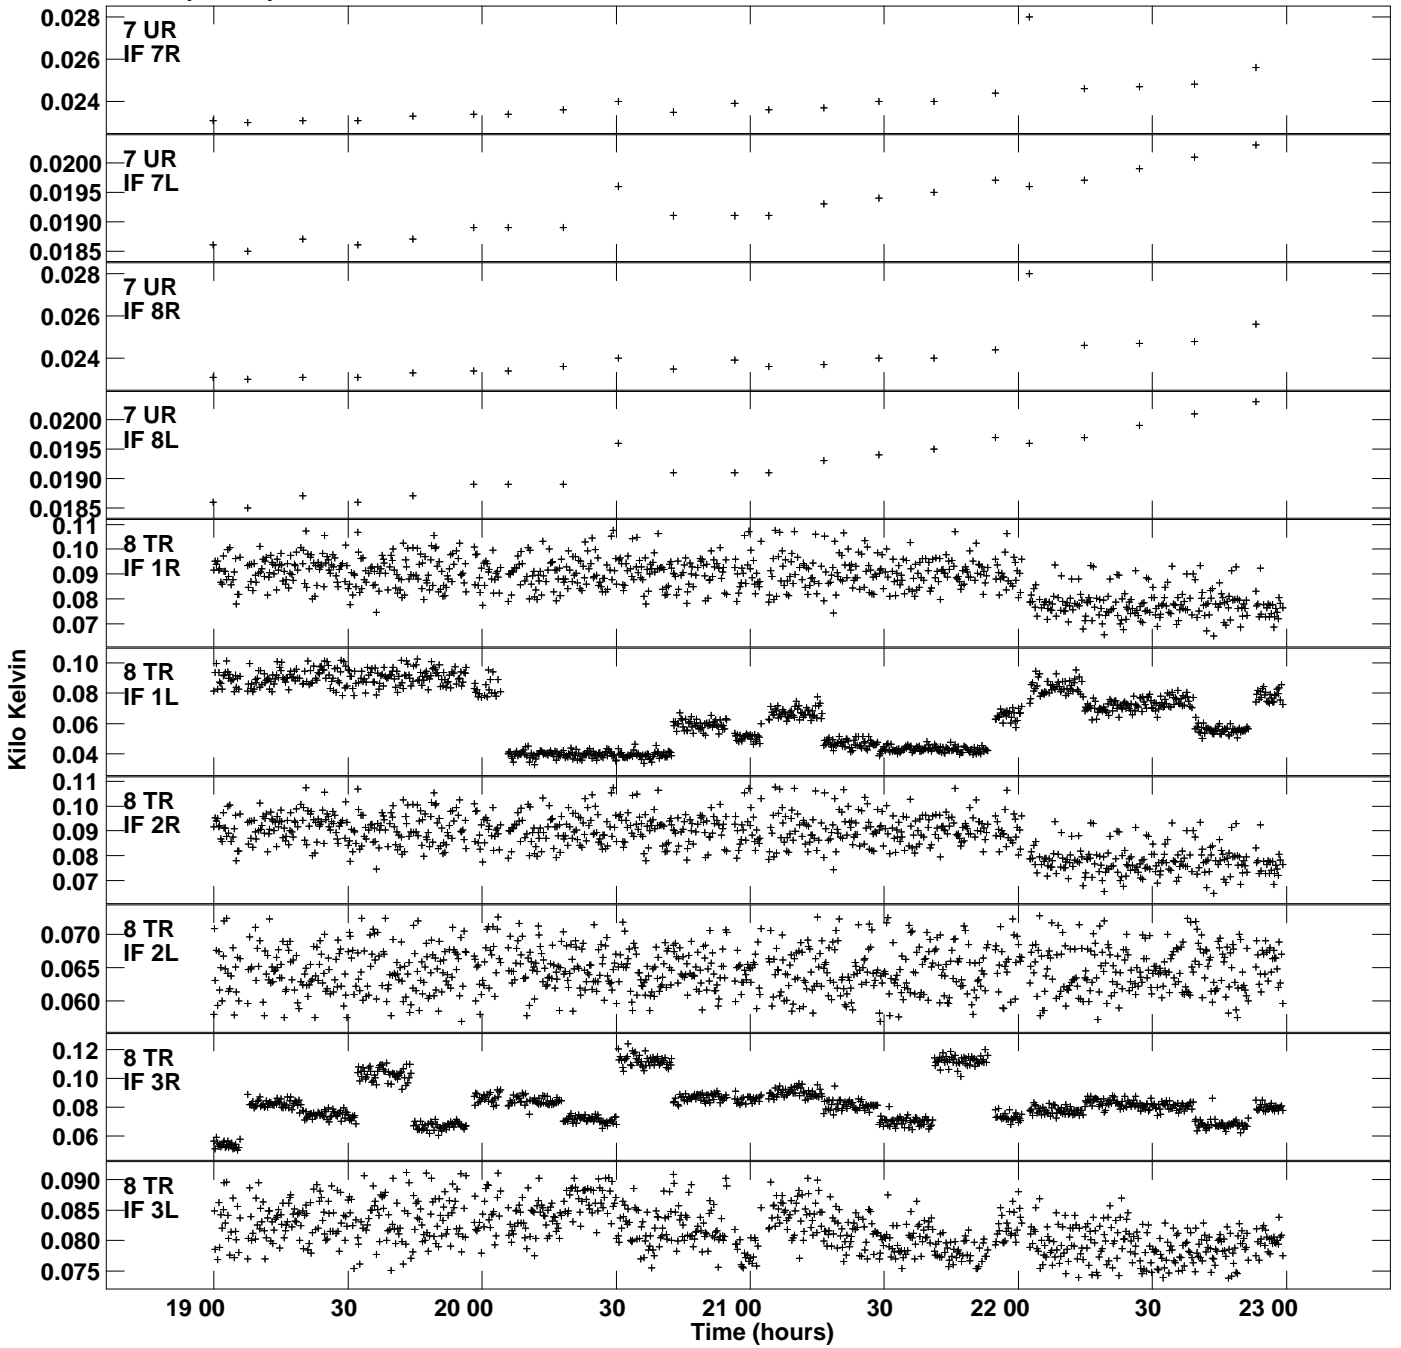 0.028
7 UR
0.026
IF 7R
0.024
7 UR
0.0200
IF 7L
0.0195
0.0190
0.0185
0.028
7 UR
IF 8R
0.026
0.024
7 UR
0.0200
IF 8L
0.0195
0.0190
0.0185
0.11
8 TR
0.10
IF 1R
0.09
0.08
0.07
0.10
8 TR
IF 1L
0.08
0.06
0.04
0.11
8 TR
0.10
IF 2R
0.09
0.08
0.07
8 TR
0.070
IF 2L
0.065
0.060
0.12
8 TR
IF 3R
0.10
0.08
0.06
0.090
8 TR
IF 3L
0.085
0.080
0.075
Kilo Kelvin
19 00 30 20 00 30 21 00 30 22 00 30 23 00
Time (hours)